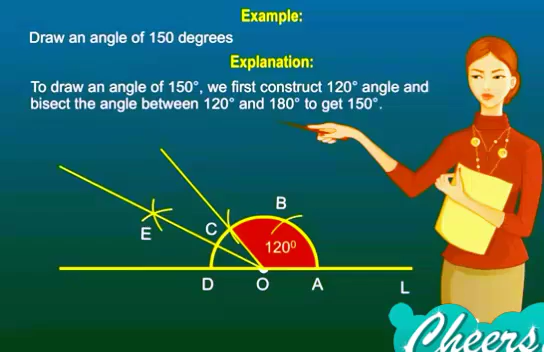 Example:
Draw an angle of 150 degrees
Explanation:
To draw an angle of 150°, we first construct 120° angle and
bisect the angle between 120° and 180° to get 150°.
B
C
E
120⁰
D
O
A
L
Cheers